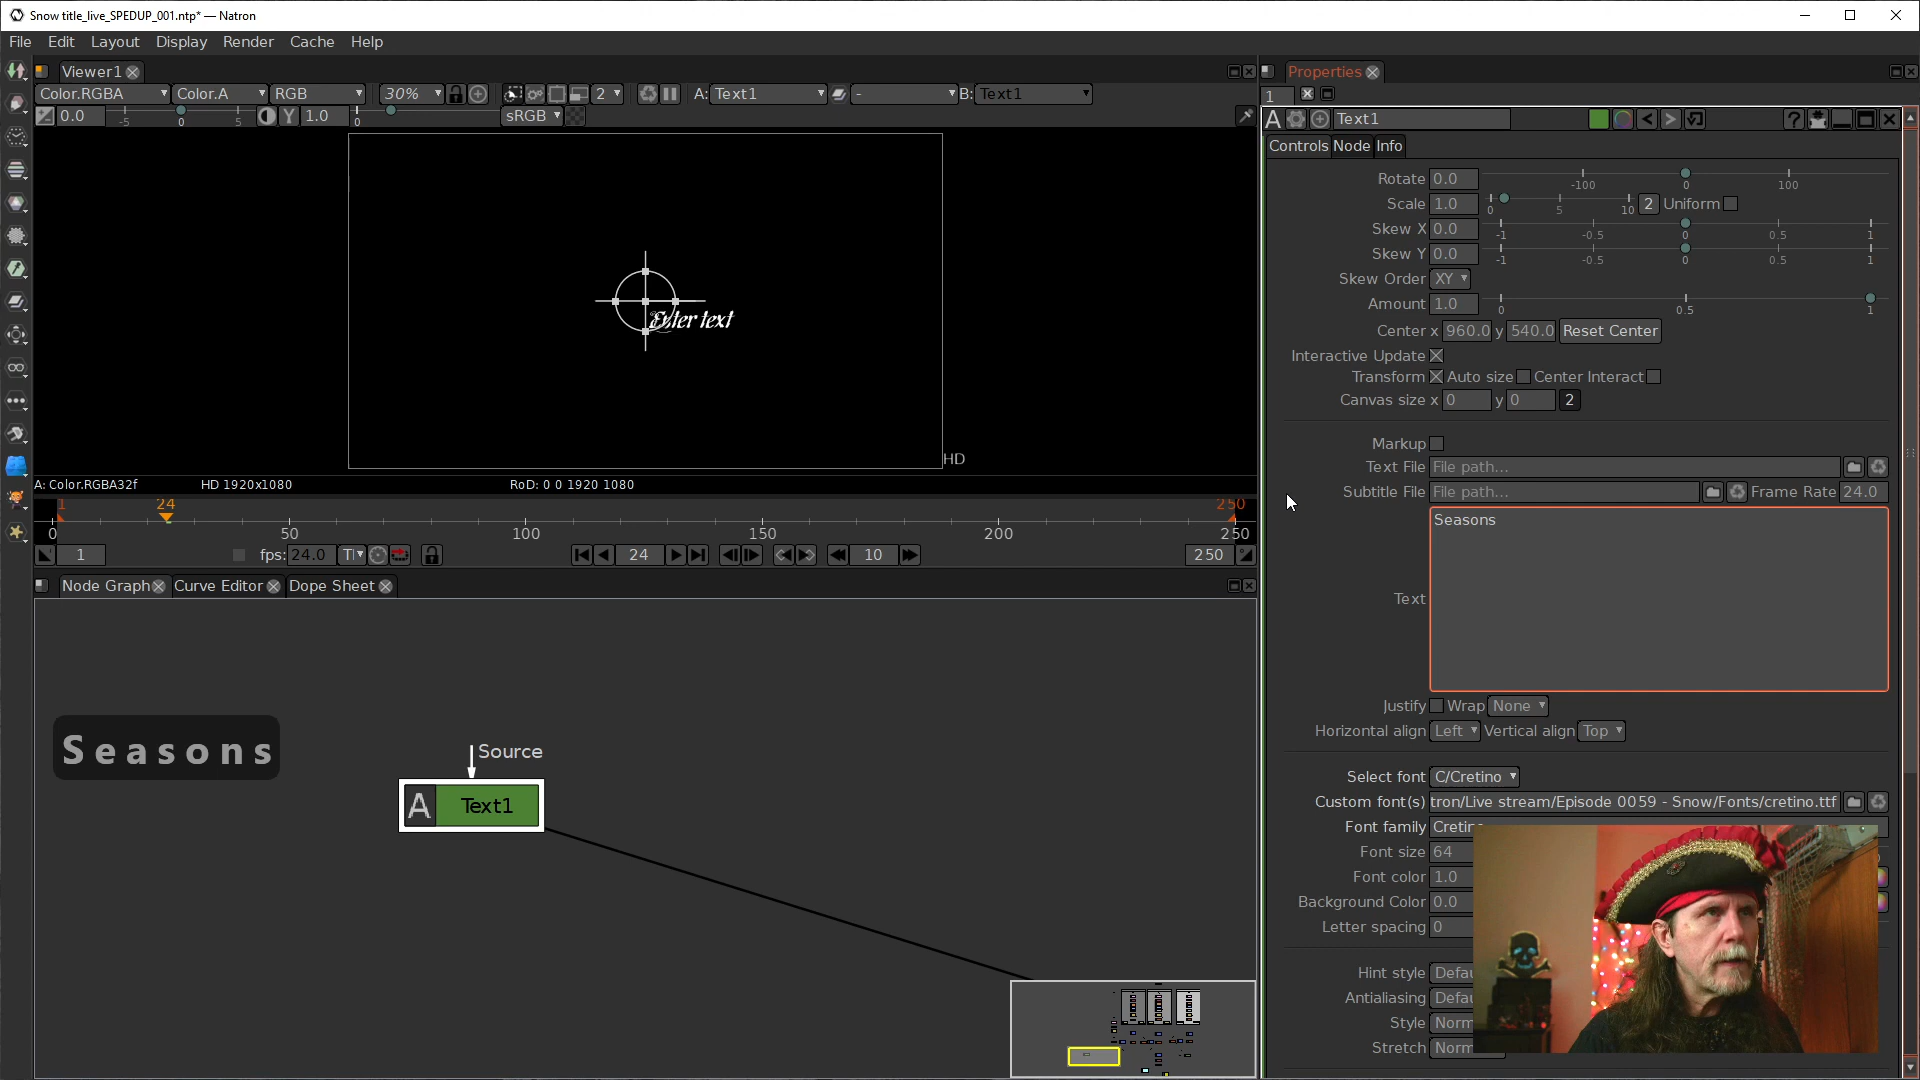 Snow title_live_SPEDUP_001.ntp* — Natron
File Edit Layout Display Render Cache Help
Viewer1
Properties
Color.RGBA Color.A RGB 30% 2 A: Text1 - B: Text1
1
0.0 -5 0 5 Y 1.0 0 sRGB
A Text1 ?
Controls Node Info
Rotate 0.0 -100 0 100
Scale 1.0 0 5 10 2 Uniform
Skew X 0.0 -1 -0.5 0 0.5 1
Skew Y 0.0 -1 -0.5 0 0.5 1
Skew Order XY
Amount 1.0 0 0.5 1
Center x 960.0 y 540.0 Reset Center
Interactive Update
Transform Auto size Center Interact
Canvas size x 0 y 0 2
Enter text
HD
Markup
Text File File path...
Subtitle File File path... Frame Rate 24.0
Seasons
Text
Justify Wrap None
Horizontal align Left Vertical align Top
Select font C/Cretino
Custom font(s) tron/Live stream/Episode 0059 - Snow/Fonts/cretino.ttf
Font family
Font size 64
Font color 1.0
Background Color 0.0
Letter spacing 0
Hint style
Antialiasing
Style
Stretch
A: Color.RGBA32f HD 1920x1080 RoD: 0 0 1920 1080
1 24 250
0 50 100 150 200 250
1 fps: 24.0 24 10 250
Node Graph Curve Editor Dope Sheet
Seasons
Source
A Text1